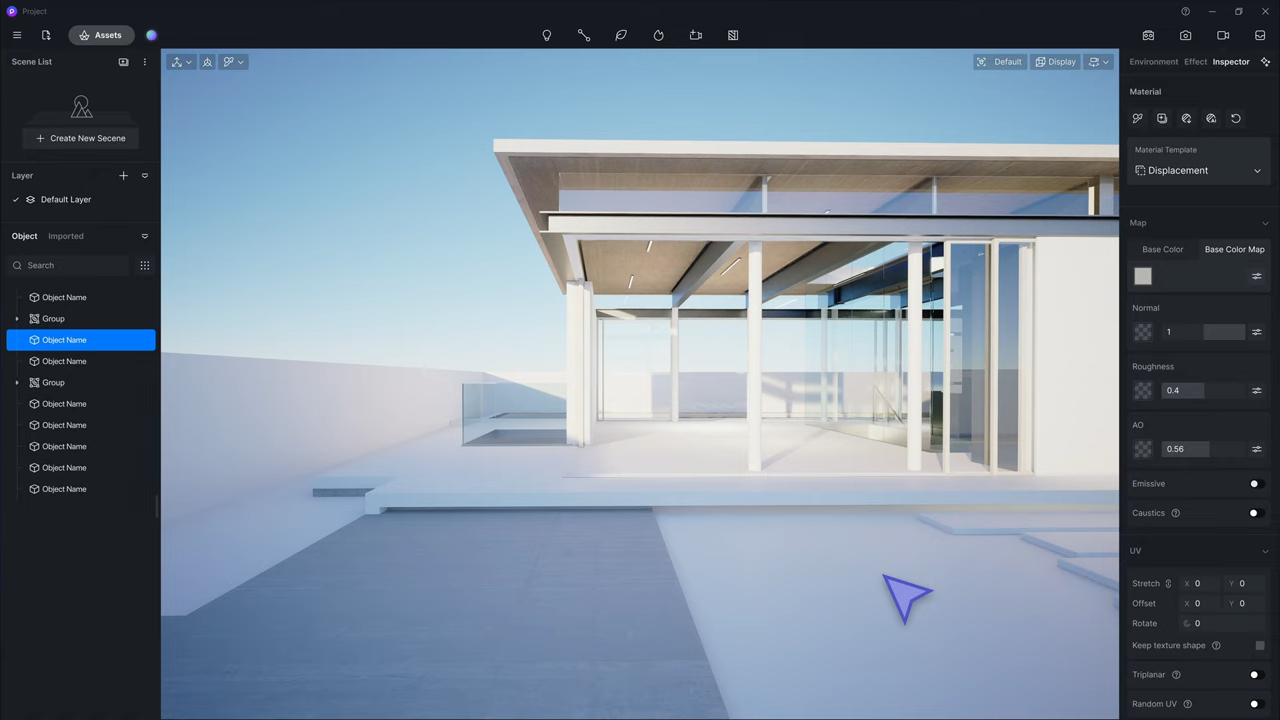 Project
Assets
Scene List
Create New Secene
Layer
Default Layer
Object Imported
Search
Object Name
Group
Object Name
Object Name
Group
Object Name
Object Name
Object Name
Object Name
Object Name
Default Display
Environment Effect Inspector
Material
Material Template
Displacement
Map
Base Color Base Color Map
Normal
1
Roughness
0.4
AO
0.56
Emissive
Caustics
UV
Stretch X 0 Y 0
Offset X 0 Y 0
Rotate 0
Keep texture shape
Triplanar
Random UV